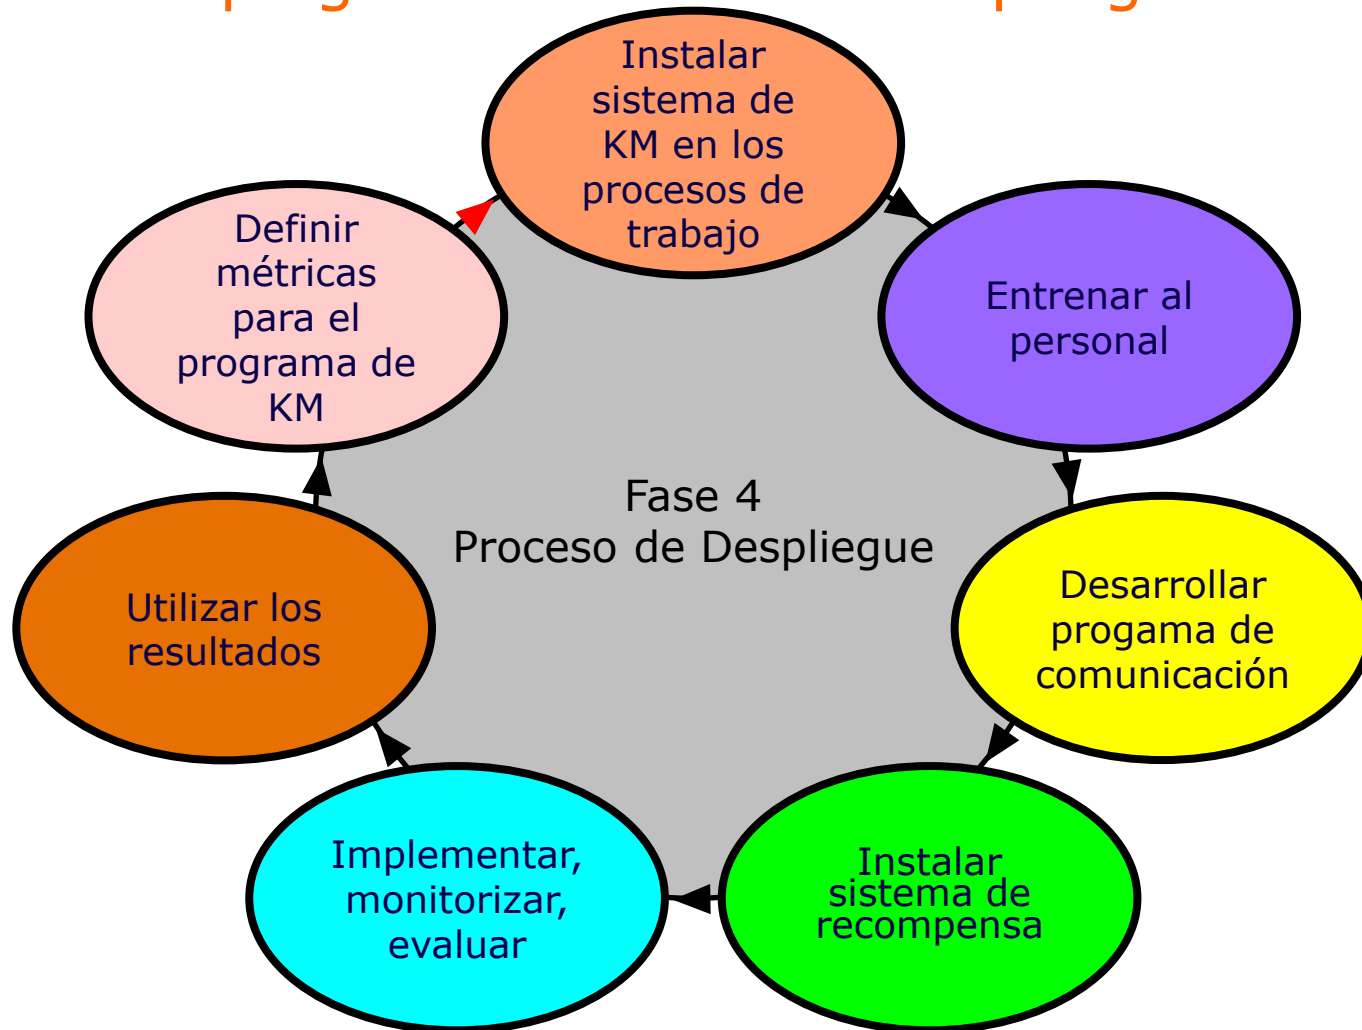 Instalar
sistema de
KM en los
procesos de
trabajo
Entrenar al
personal
Desarrollar
progama de
comunicación
Instalar
sistema de
recompensa
Implementar,
monitorizar,
evaluar
Utilizar los
resultados
Definir
métricas
para el
programa de
KM
Fase 4
Proceso de Despliegue